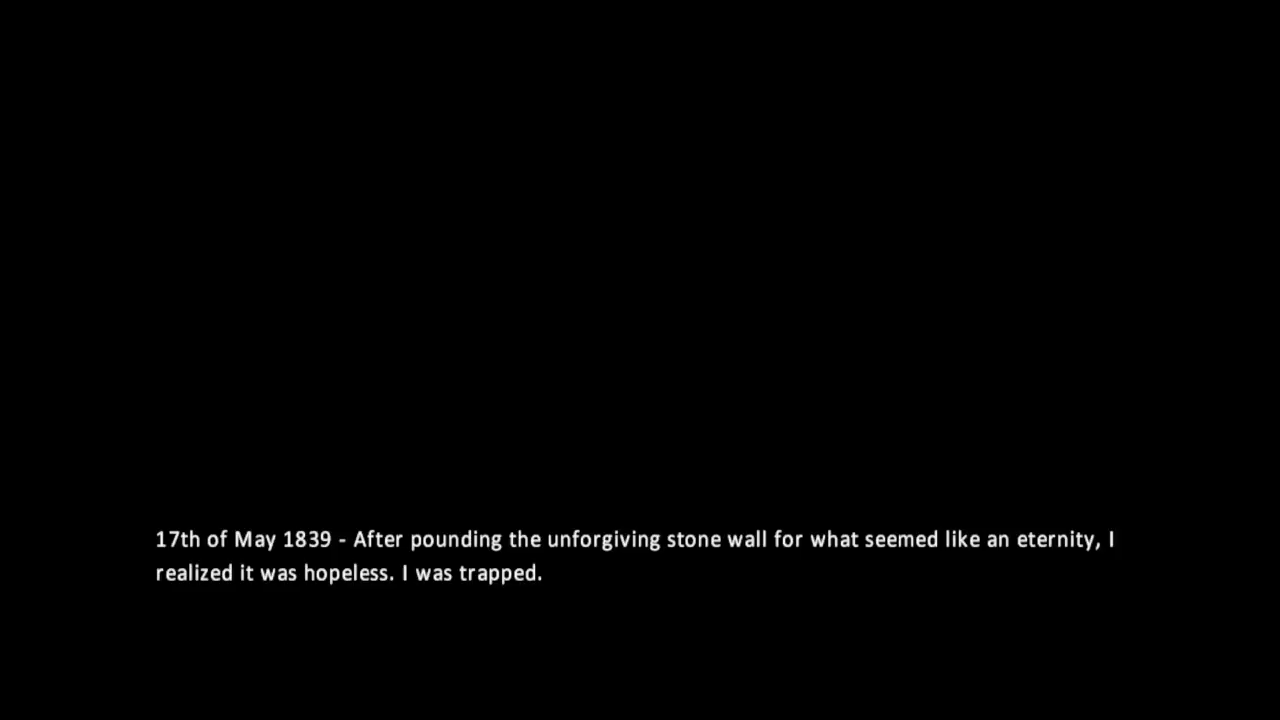 17th of May 1839 - After pounding the unforgiving stone wall for what seemed like an eternity, I
realized it was hopeless. I was trapped.